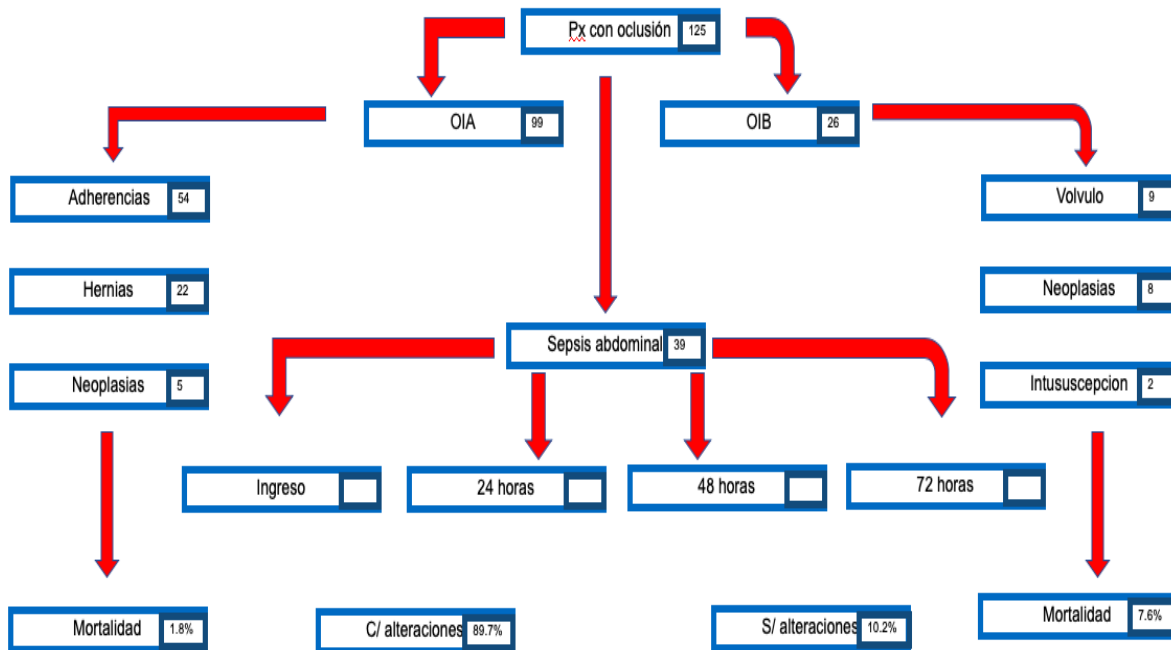 Px con oclusión 125
OIA 99
OIB 26
Adherencias 54
Volvulo 9
Hernias 22
Neoplasias 8
Sepsis abdominal 39
Neoplasias 5
Intususcepcion 2
Ingreso
24 horas
48 horas
72 horas
Mortalidad 1.8%
C/ alteraciones 89.7%
S/ alteraciones 10.2%
Mortalidad 7.6%